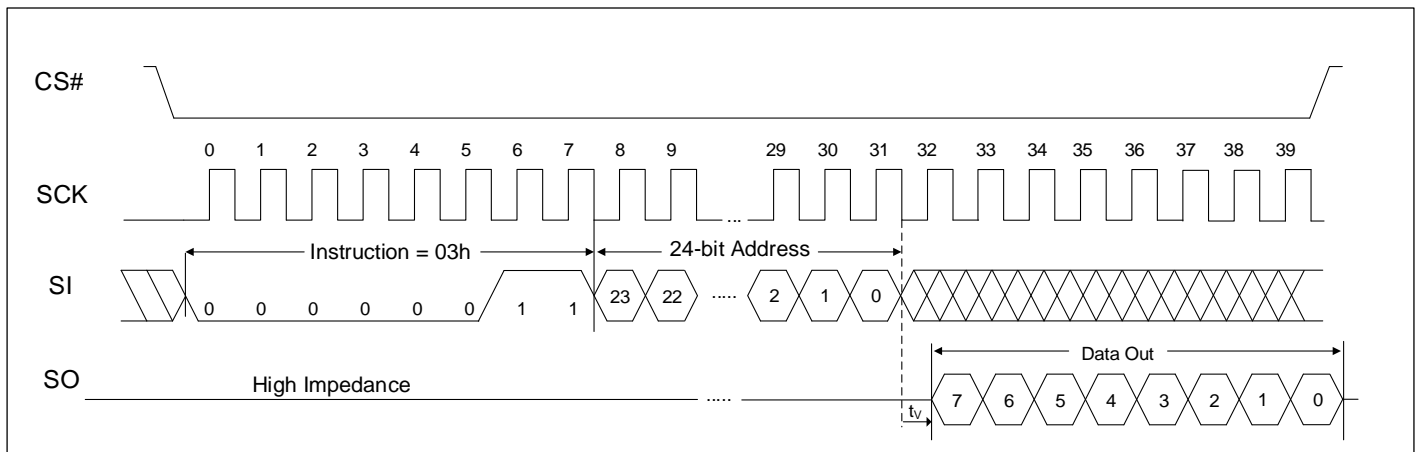 CS#
0 1 2 3 4 5 6 7 8 9 29 30 31 32 33 34 35 36 37 38 39
SCK
...
Instruction = 03h 24-bit Address
SI
0 0 0 0 0 0 1 1 23 22 ..... 2 1 0
Data Out
SO
High Impedance ..... tV 7 6 5 4 3 2 1 0